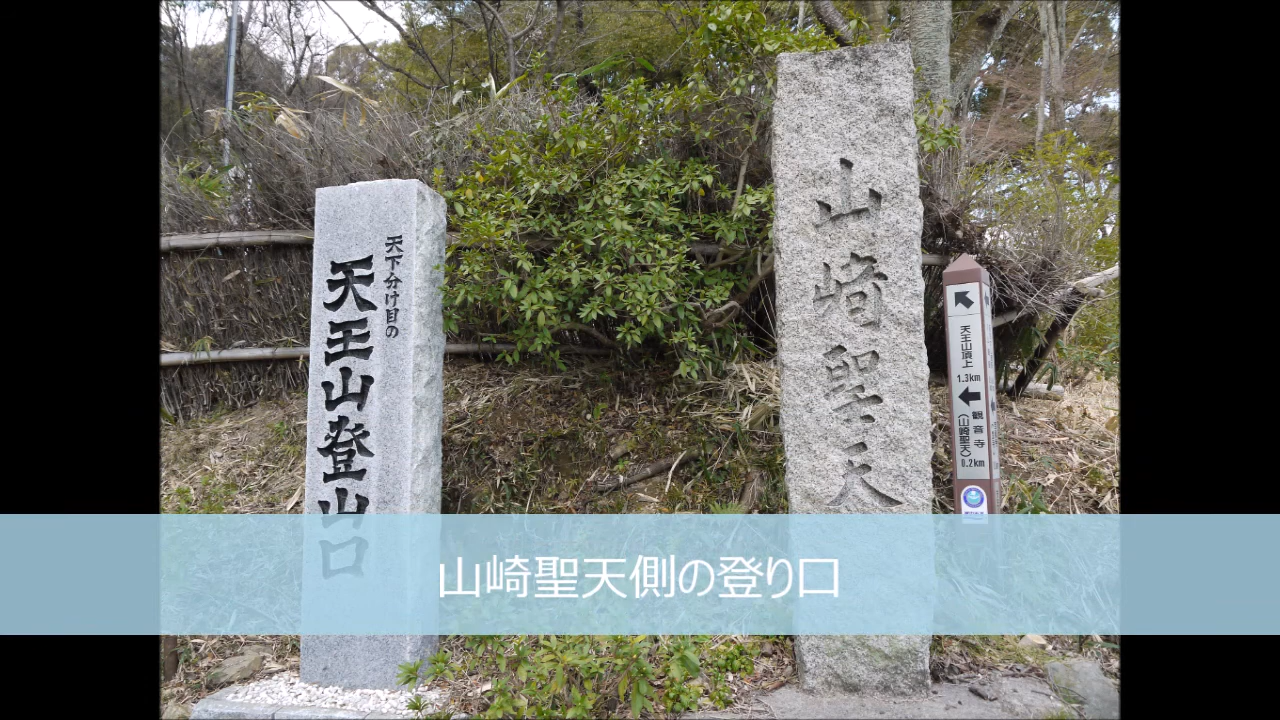 天下分け目の
天王山登山口
山崎聖天
天王山頂上
1.3km
観音寺
(山崎聖天)
0.2km
山崎聖天側の登り口